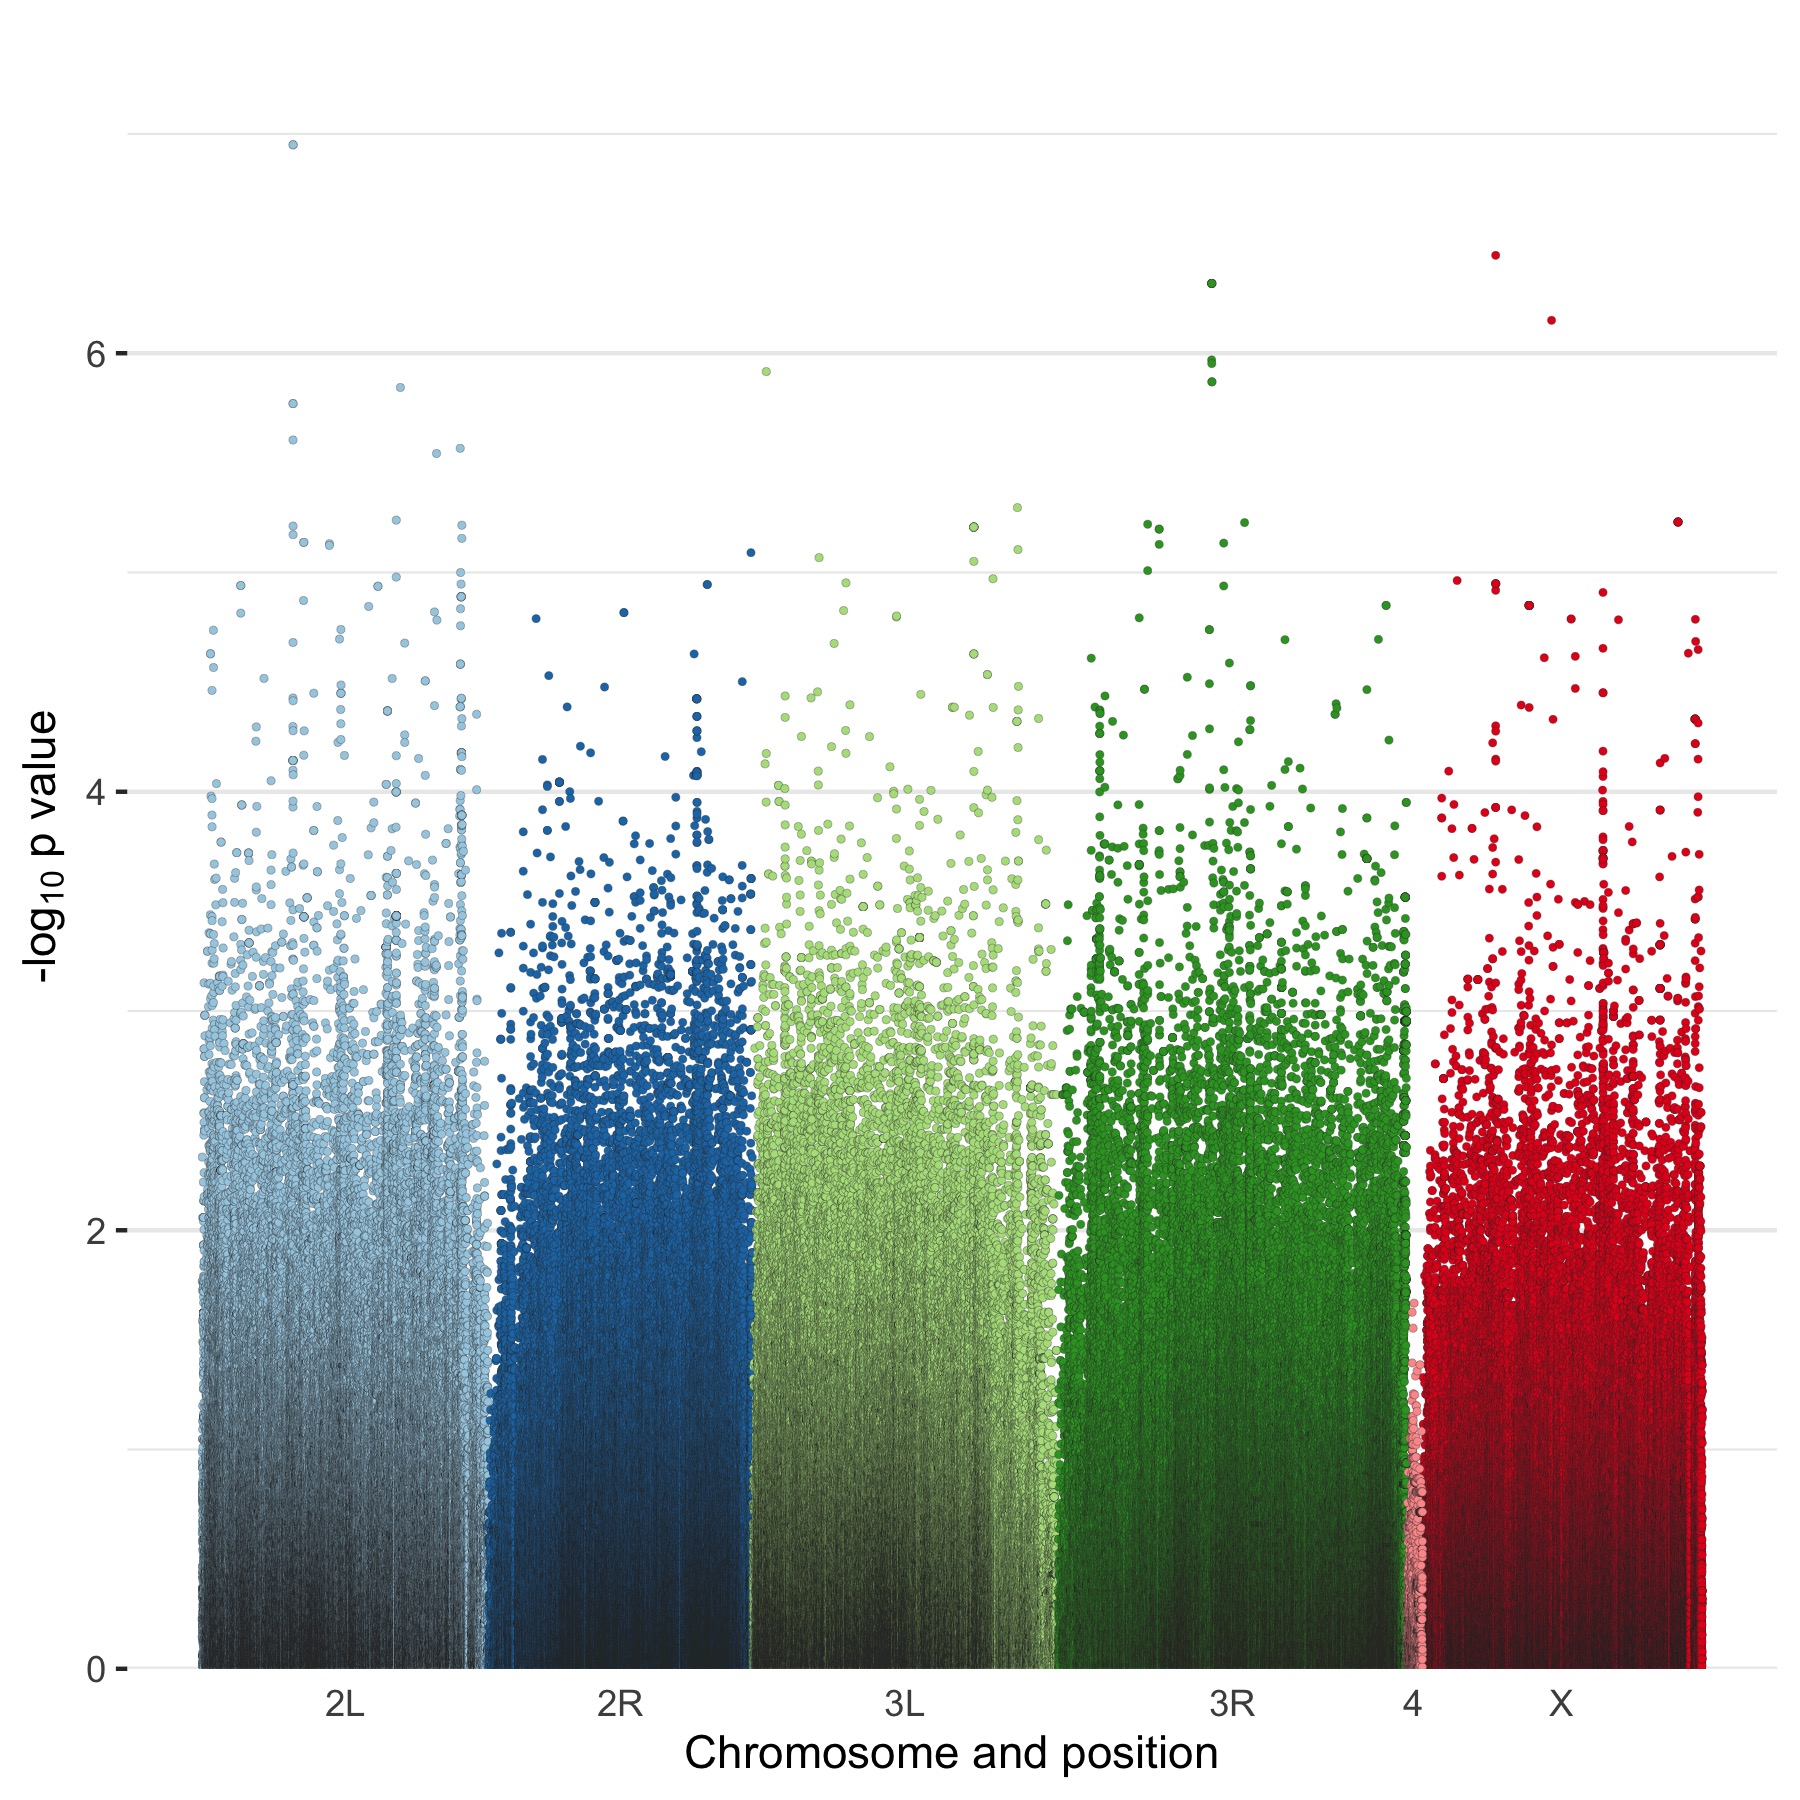 -log₁₀ p value
6
4
2
0
2L 2R 3L 3R 4 X
Chromosome and position